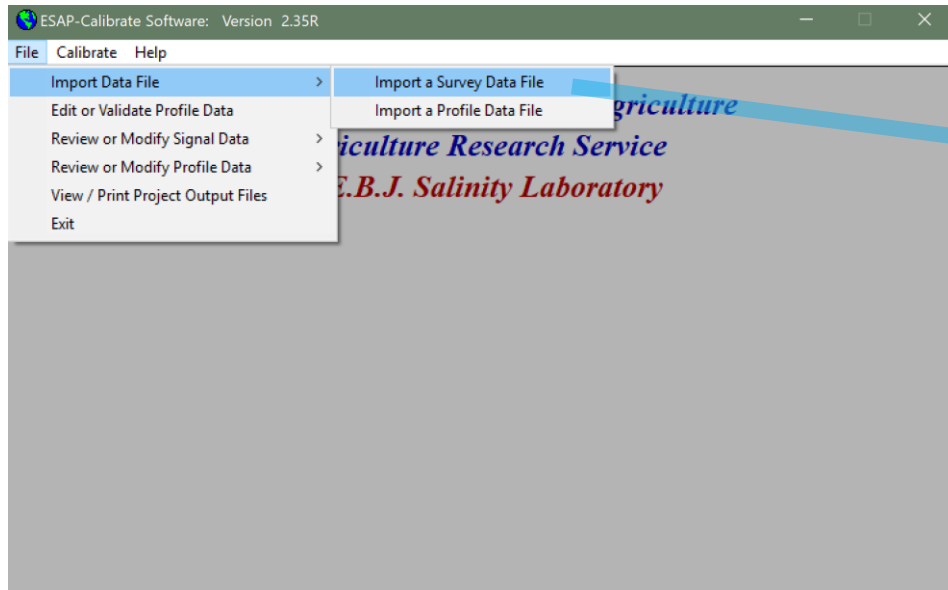 ESAP-Calibrate Software: Version 2.35R
File Calibrate Help
Import Data File > Import a Survey Data File
Edit or Validate Profile Data Import a Profile Data File griculture
Review or Modify Signal Data > riculture Research Service
Review or Modify Profile Data >
View / Print Project Output Files E.B.J. Salinity Laboratory
Exit